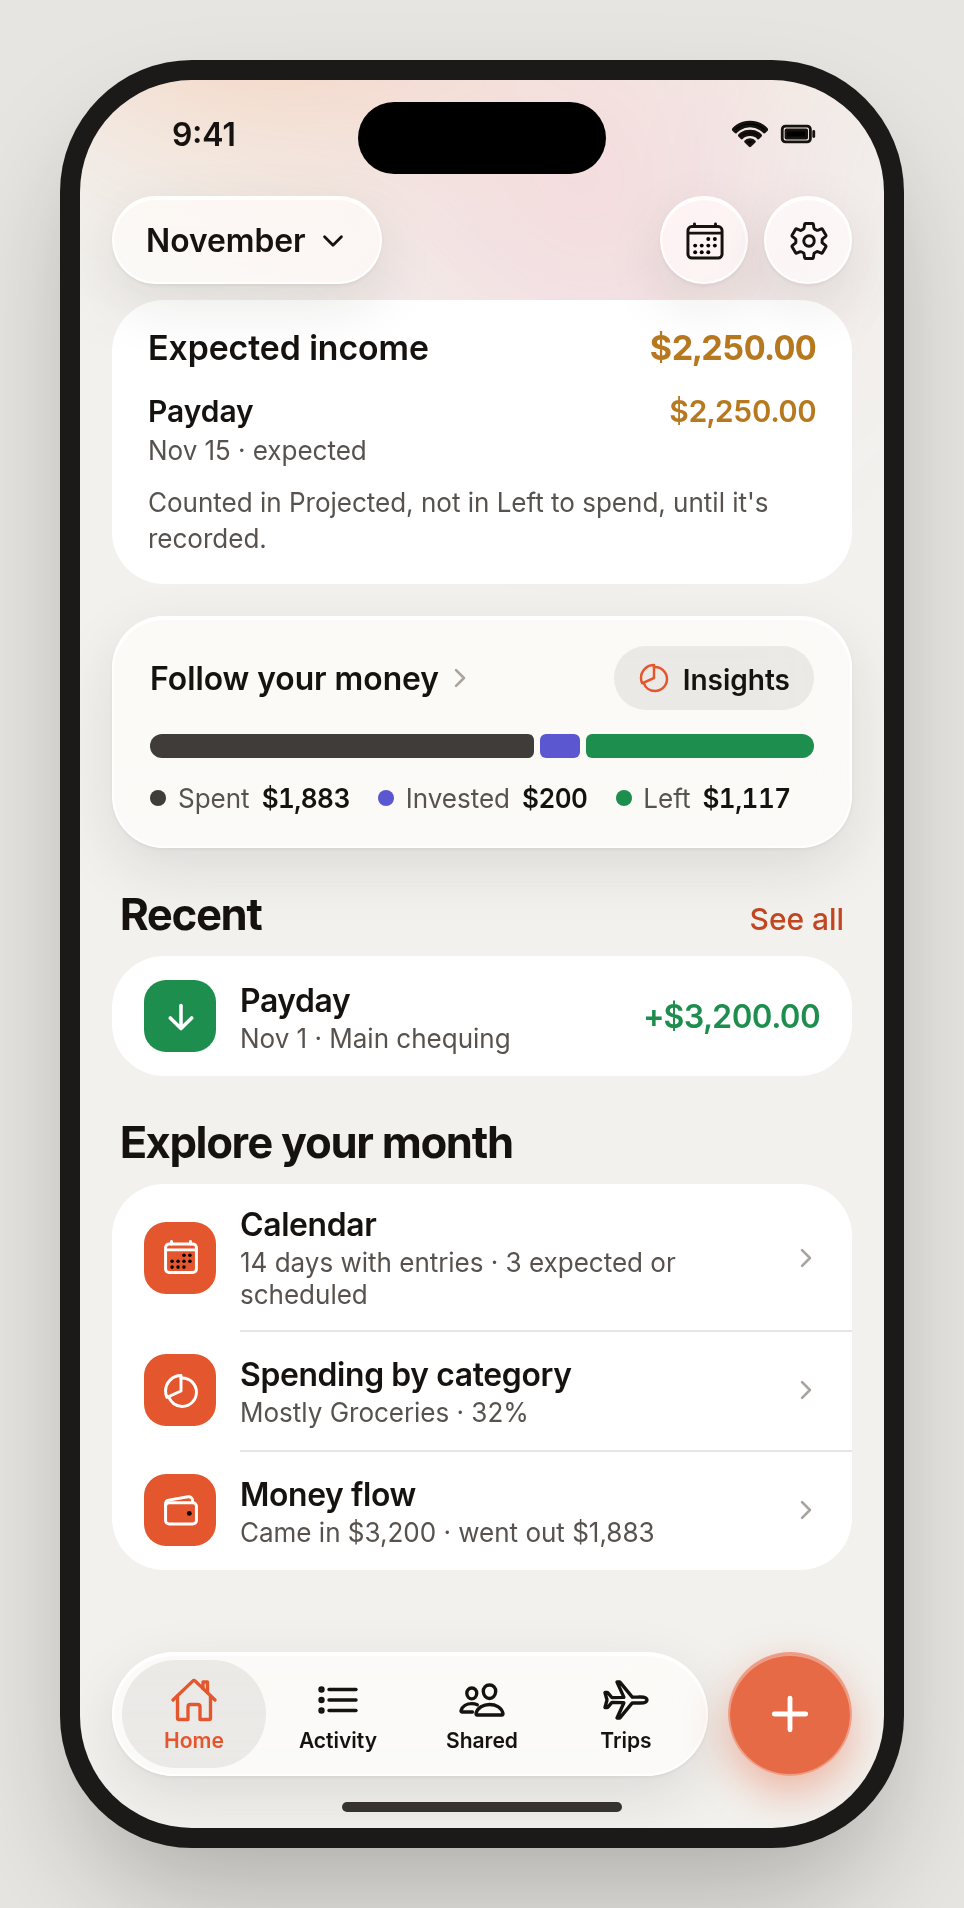 9:41
November
Expected income $2,250.00
Payday $2,250.00
Nov 15 · expected
Counted in Projected, not in Left to spend, until it's
recorded.
Follow your money Insights
Spent $1,883 Invested $200 Left $1,117
Recent See all
Payday +$3,200.00
Nov 1 · Main chequing
Explore your month
Calendar
14 days with entries · 3 expected or
scheduled
Spending by category
Mostly Groceries · 32%
Money flow
Came in $3,200 · went out $1,883
Home Activity Shared Trips